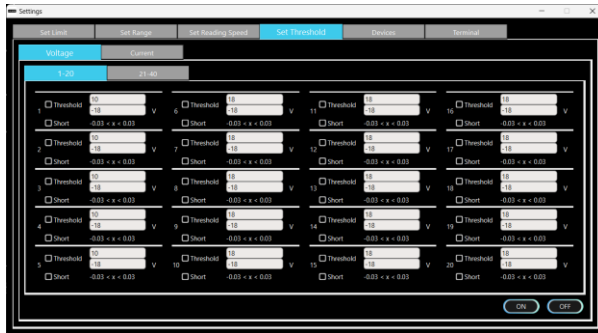 Settings
Set Limit Set Range Set Reading Speed Set Threshold Devices Terminal
Voltage Current
1-20 21-40
1 Threshold 10 -18 V
Short -0.03 < x < 0.03
2 Threshold 10 -18 V
Short -0.03 < x < 0.03
3 Threshold 10 -18 V
Short -0.03 < x < 0.03
4 Threshold 10 -18 V
Short -0.03 < x < 0.03
5 Threshold 10 -18 V
Short -0.03 < x < 0.03
6 Threshold 18 -18 V
Short -0.03 < x < 0.03
7 Threshold 18 -18 V
Short -0.03 < x < 0.03
8 Threshold 18 -18 V
Short -0.03 < x < 0.03
9 Threshold 18 -18 V
Short -0.03 < x < 0.03
10 Threshold 18 -18 V
Short -0.03 < x < 0.03
11 Threshold 18 -18 V
Short -0.03 < x < 0.03
12 Threshold 18 -18 V
Short -0.03 < x < 0.03
13 Threshold 18 -18 V
Short -0.03 < x < 0.03
14 Threshold 18 -18 V
Short -0.03 < x < 0.03
15 Threshold 18 -18 V
Short -0.03 < x < 0.03
16 Threshold 18 -18 V
Short -0.03 < x < 0.03
17 Threshold 18 -18 V
Short -0.03 < x < 0.03
18 Threshold 18 -18 V
Short -0.03 < x < 0.03
19 Threshold 18 -18 V
Short -0.03 < x < 0.03
20 Threshold 18 -18 V
Short -0.03 < x < 0.03
ON OFF